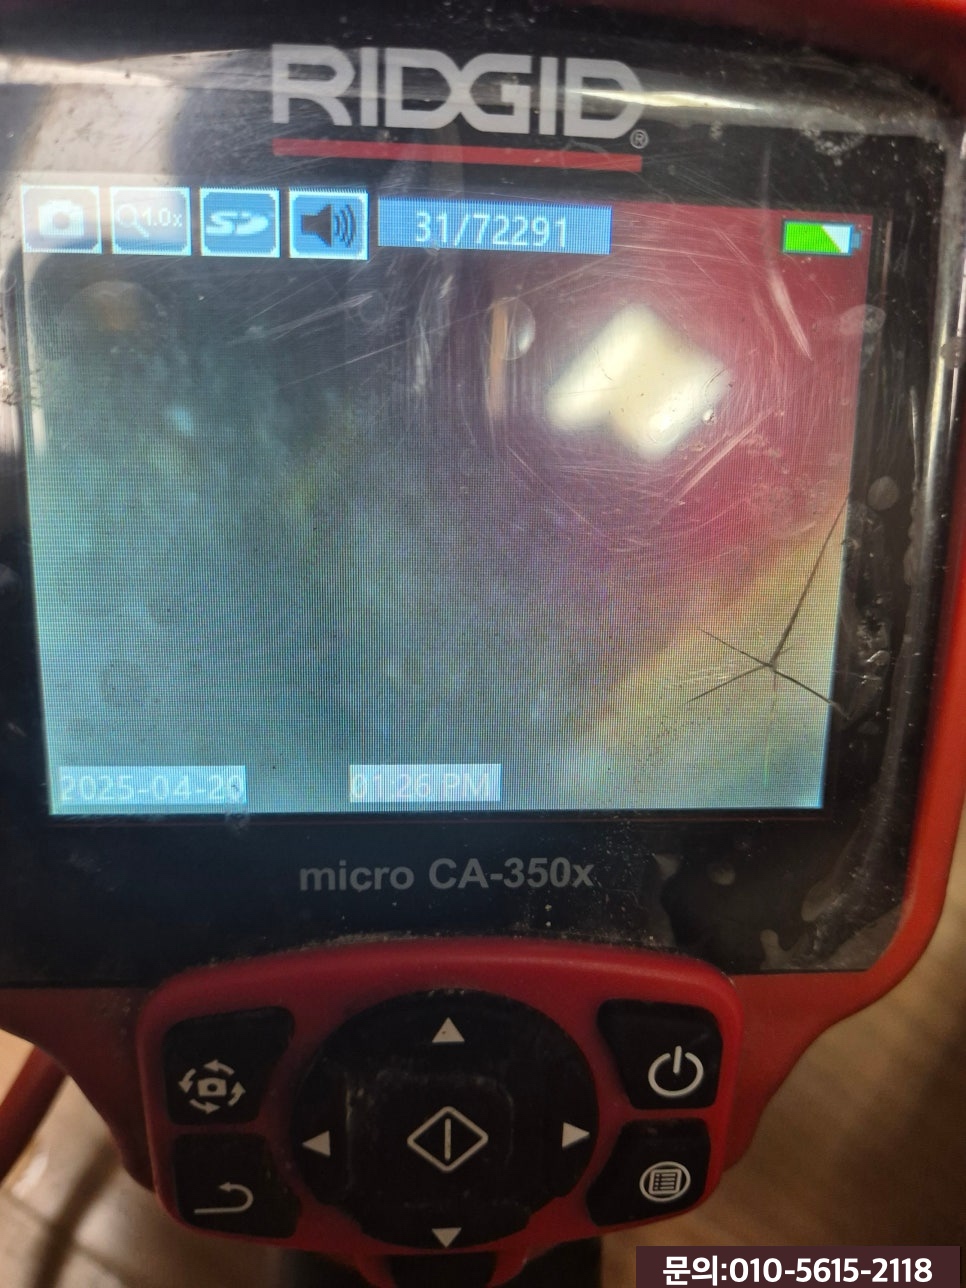 RIDGID®
1.0x
SD
31/72291
2025-04-20
01:26 PM
micro CA-350x
문의:010-5615-2118